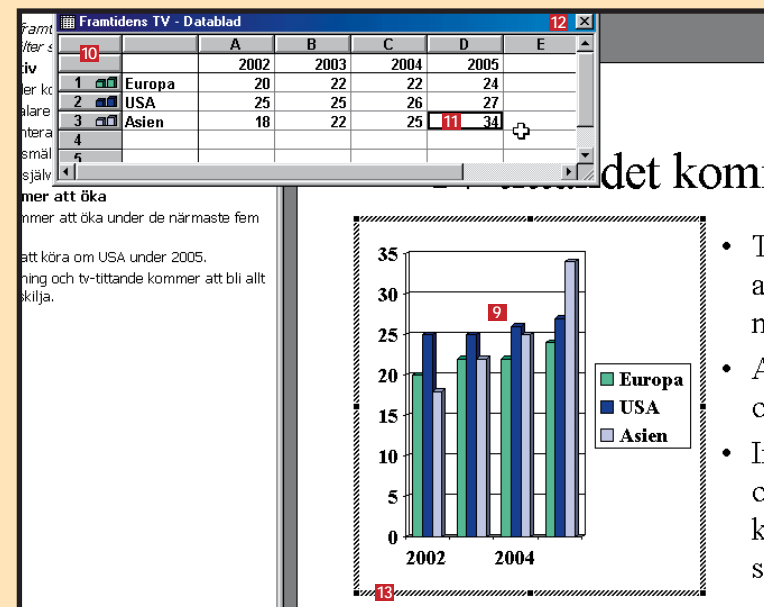 Framtidens TV - Datablad 12
10 A B C D E
2002 2003 2004 2005
1 Europa 20 22 22 24
2 USA 25 25 26 27
3 Asien 18 22 25 11 34
4
5
själv
mer att öka
mmer att öka under de närmaste fem
att köra om USA under 2005.
ning och tv-tittande kommer att bli allt
skilja.
det kom
35
30
25
20
15
10
5
0
9
2002 2004
Europa
USA
Asien
13
• T
a
n
• A
c
• I
c
k
s